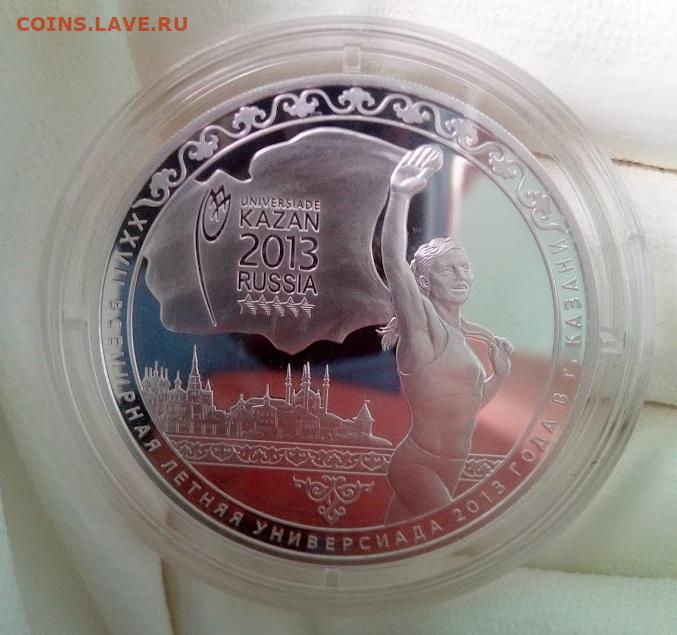 COINS.LAVE.RU
UNIVERSIADE
KAZAN
2013
RUSSIA
XXVII ВСЕМИРНАЯ ЛЕТНЯЯ УНИВЕРСИАДА 2013 ГОДА В Г. КАЗАНИ